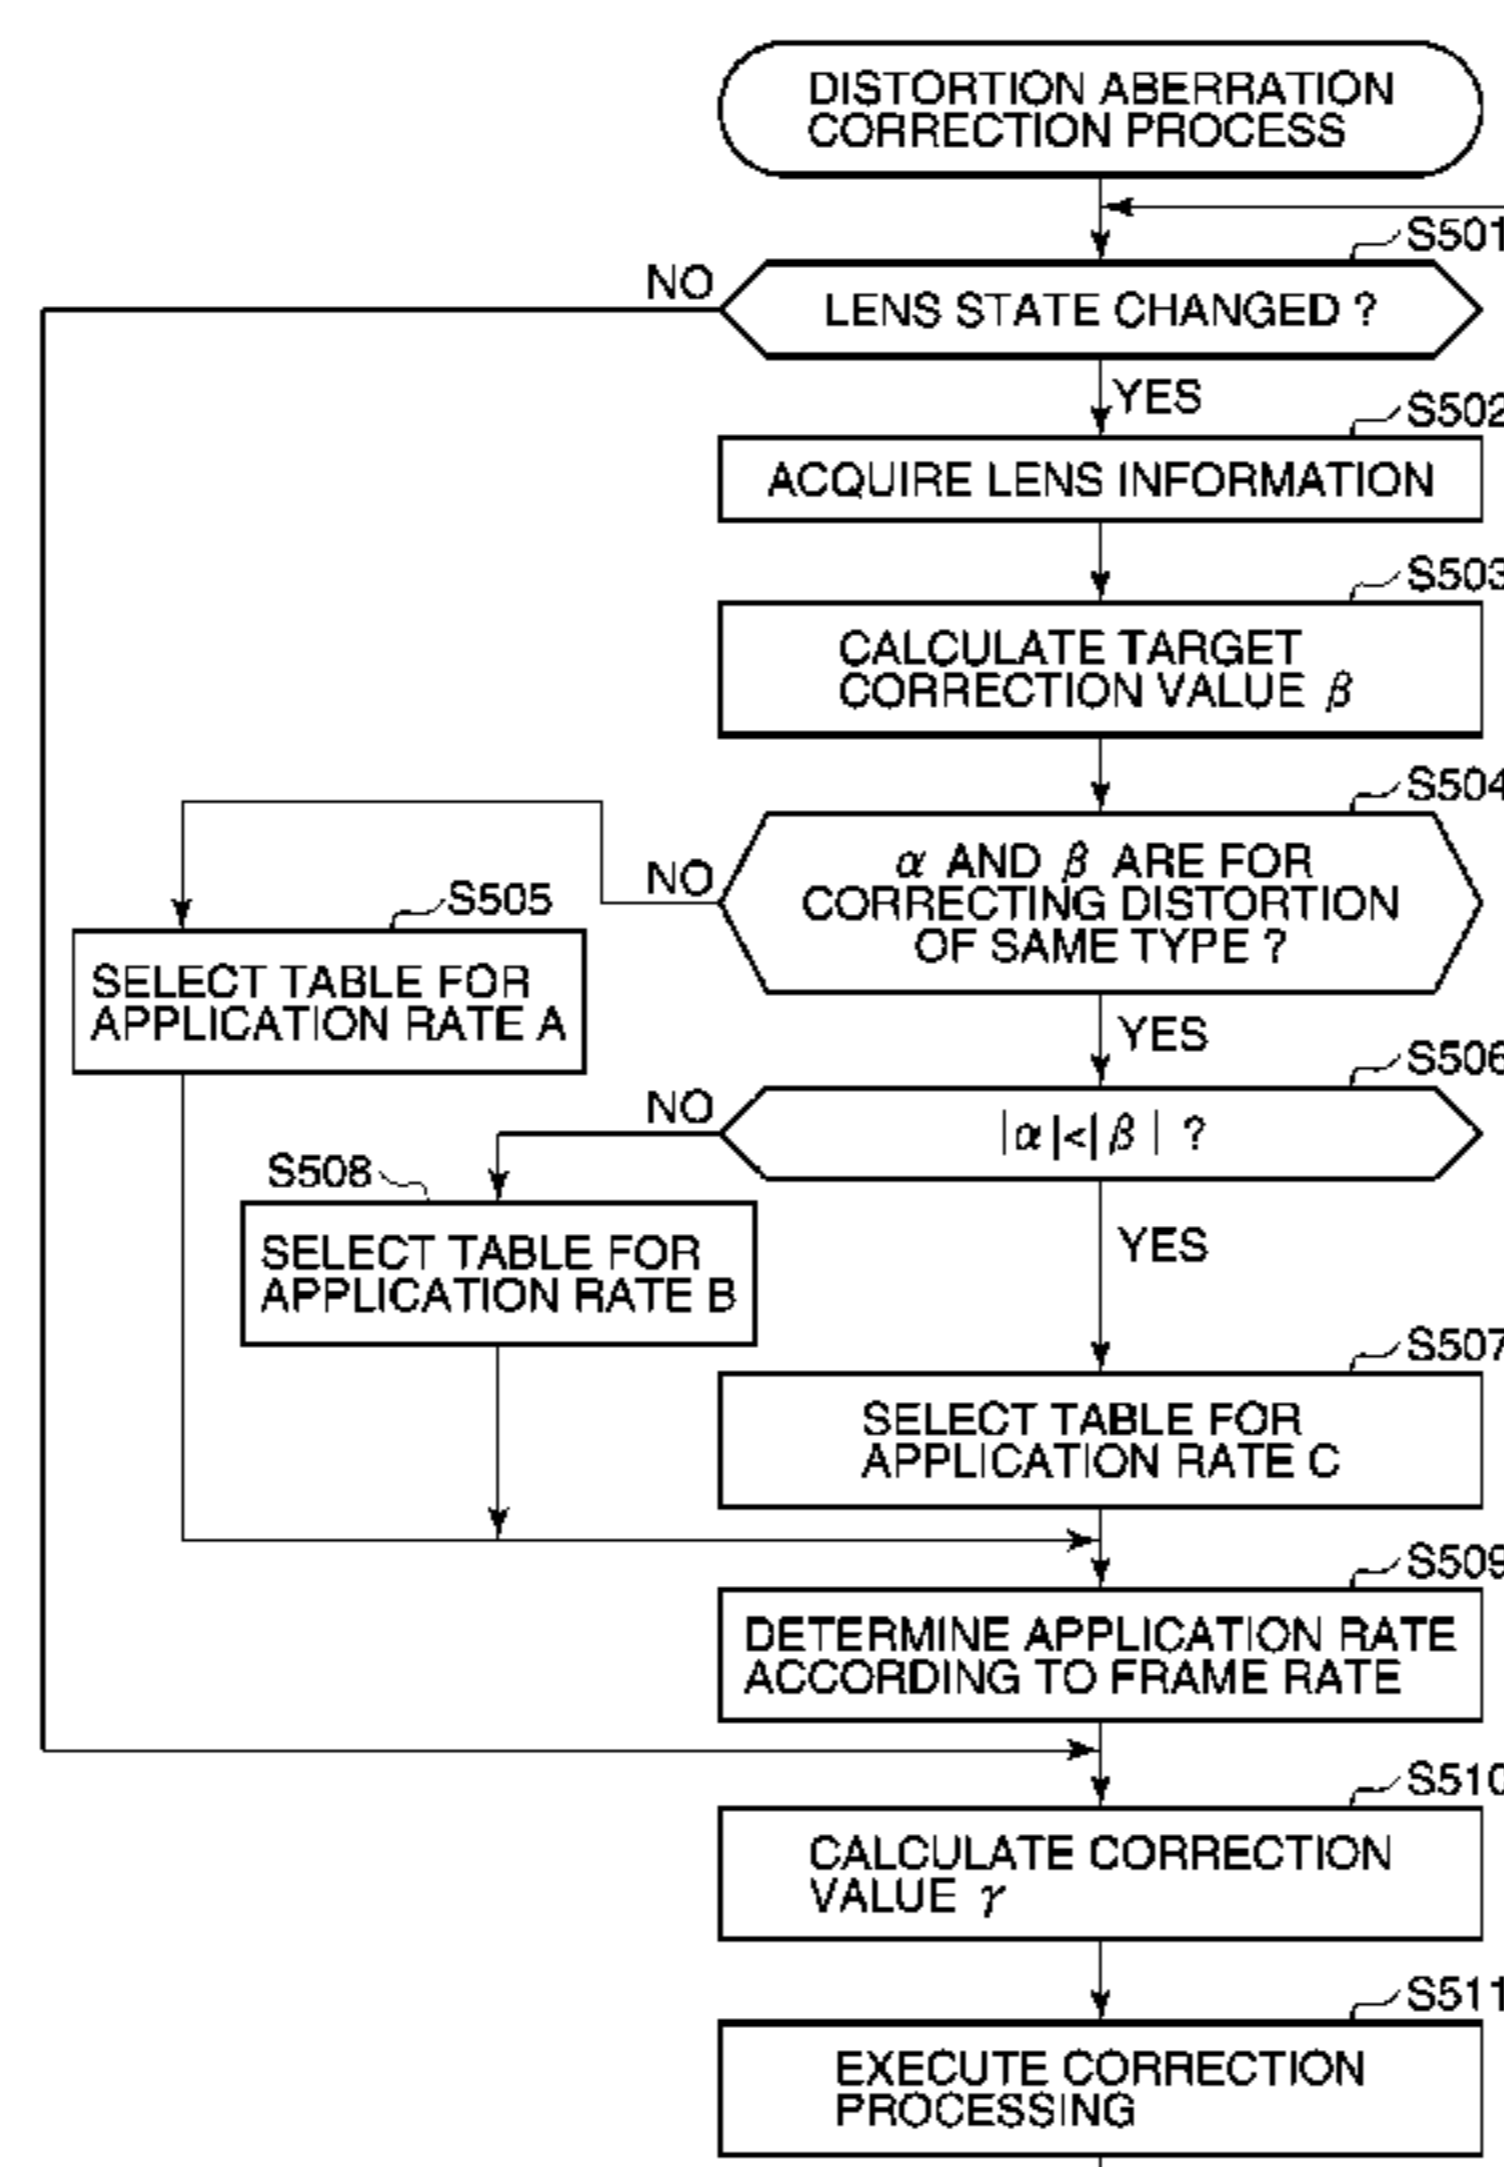 DISTORTION ABERRATION
CORRECTION PROCESS
S501
NO
LENS STATE CHANGED ?
YES
S502
ACQUIRE LENS INFORMATION
S503
CALCULATE TARGET
CORRECTION VALUE β
S504
α AND β ARE FOR
CORRECTING DISTORTION
OF SAME TYPE ?
NO
S505
SELECT TABLE FOR
APPLICATION RATE A
YES
S506
NO
|α|<|β| ?
S508
SELECT TABLE FOR
APPLICATION RATE B
YES
S507
SELECT TABLE FOR
APPLICATION RATE C
S509
DETERMINE APPLICATION RATE
ACCORDING TO FRAME RATE
S510
CALCULATE CORRECTION
VALUE γ
S511
EXECUTE CORRECTION
PROCESSING